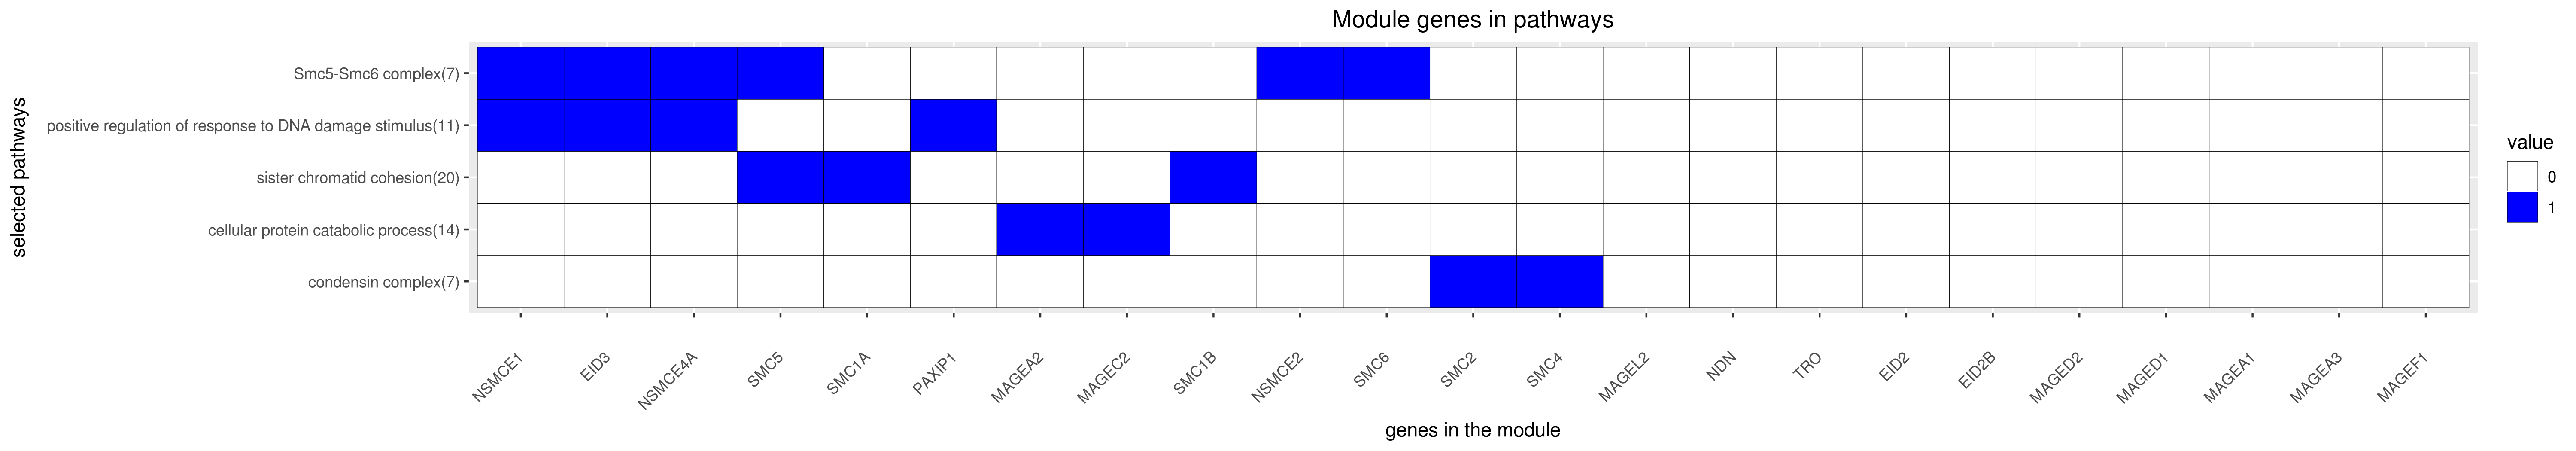 Module genes in pathways
selected pathways
Smc5-Smc6 complex(7)
positive regulation of response to DNA damage stimulus(11)
sister chromatid cohesion(20)
cellular protein catabolic process(14)
condensin complex(7)
value
0
1
NSMCE1
EID3
NSMCE4A
SMC5
SMC1A
PAXIP1
MAGEA2
MAGEC2
SMC1B
NSMCE2
SMC6
SMC2
SMC4
MAGEL2
NDN
TRO
EID2
EID2B
MAGED2
MAGED1
MAGEA1
MAGEA3
MAGEF1
genes in the module